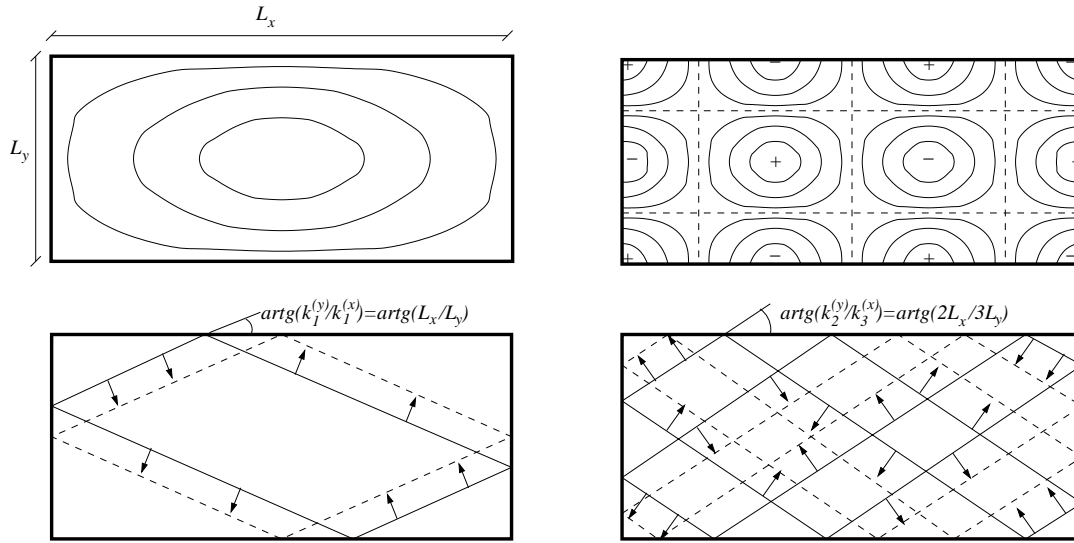 L_x
L_y
+ − + −
− + − +
+ − + −
artg(k_1^{(y)}/k_1^{(x)})=artg(L_x/L_y)
artg(k_2^{(y)}/k_3^{(x)})=artg(2L_x/3L_y)